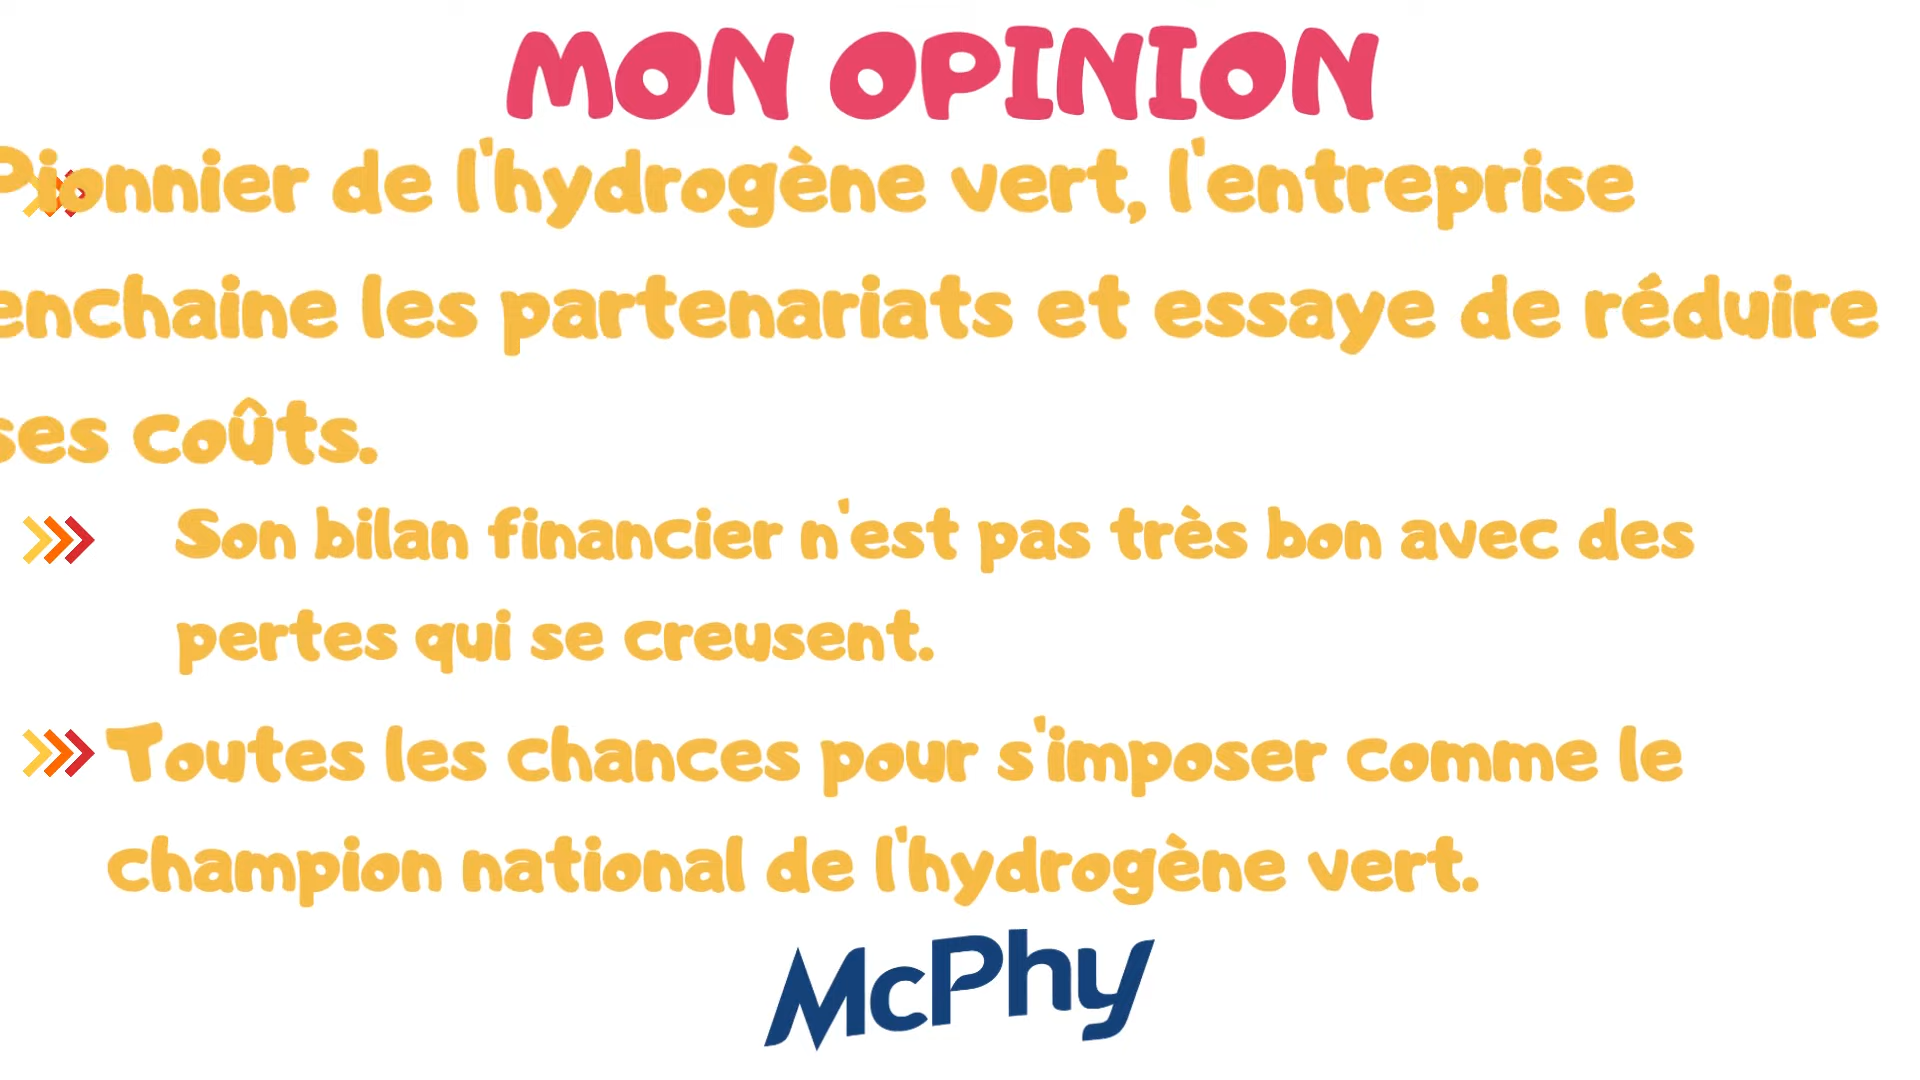 MON OPINION
Pionnier de l'hydrogène vert, l'entreprise
enchaine les partenariats et essaye de réduire
ses coûts.
Son bilan financier n'est pas très bon avec des
pertes qui se creusent.
Toutes les chances pour s'imposer comme le
champion national de l'hydrogène vert.
McPhy